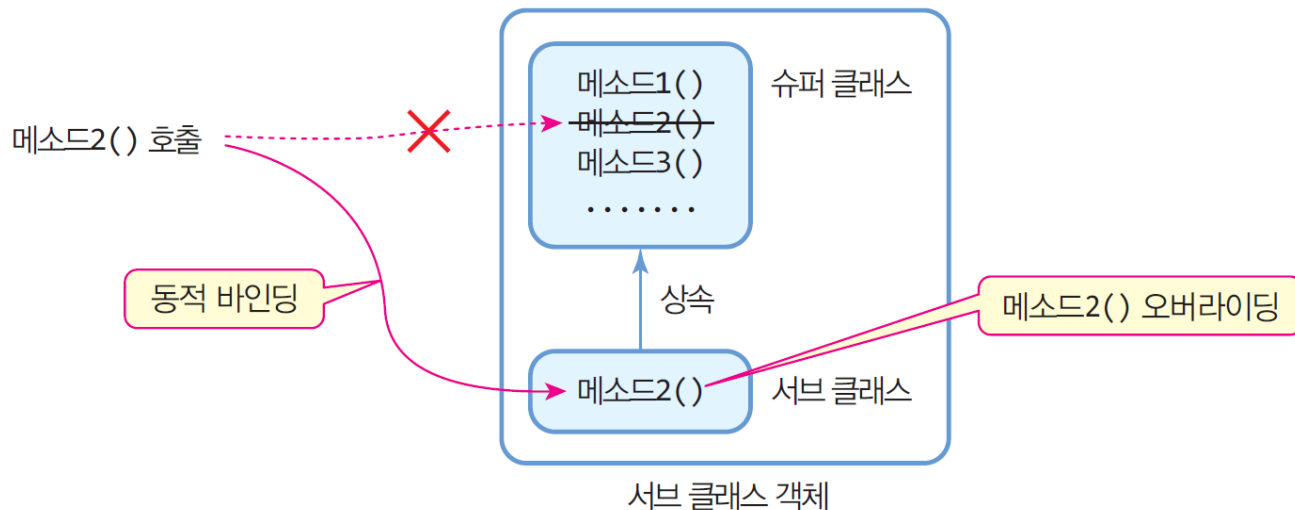 메소드1()
슈퍼 클래스
메소드2() 호출
메소드2()
메소드3()
.......
동적 바인딩
상속
메소드2() 오버라이딩
메소드2()
서브 클래스
서브 클래스 객체